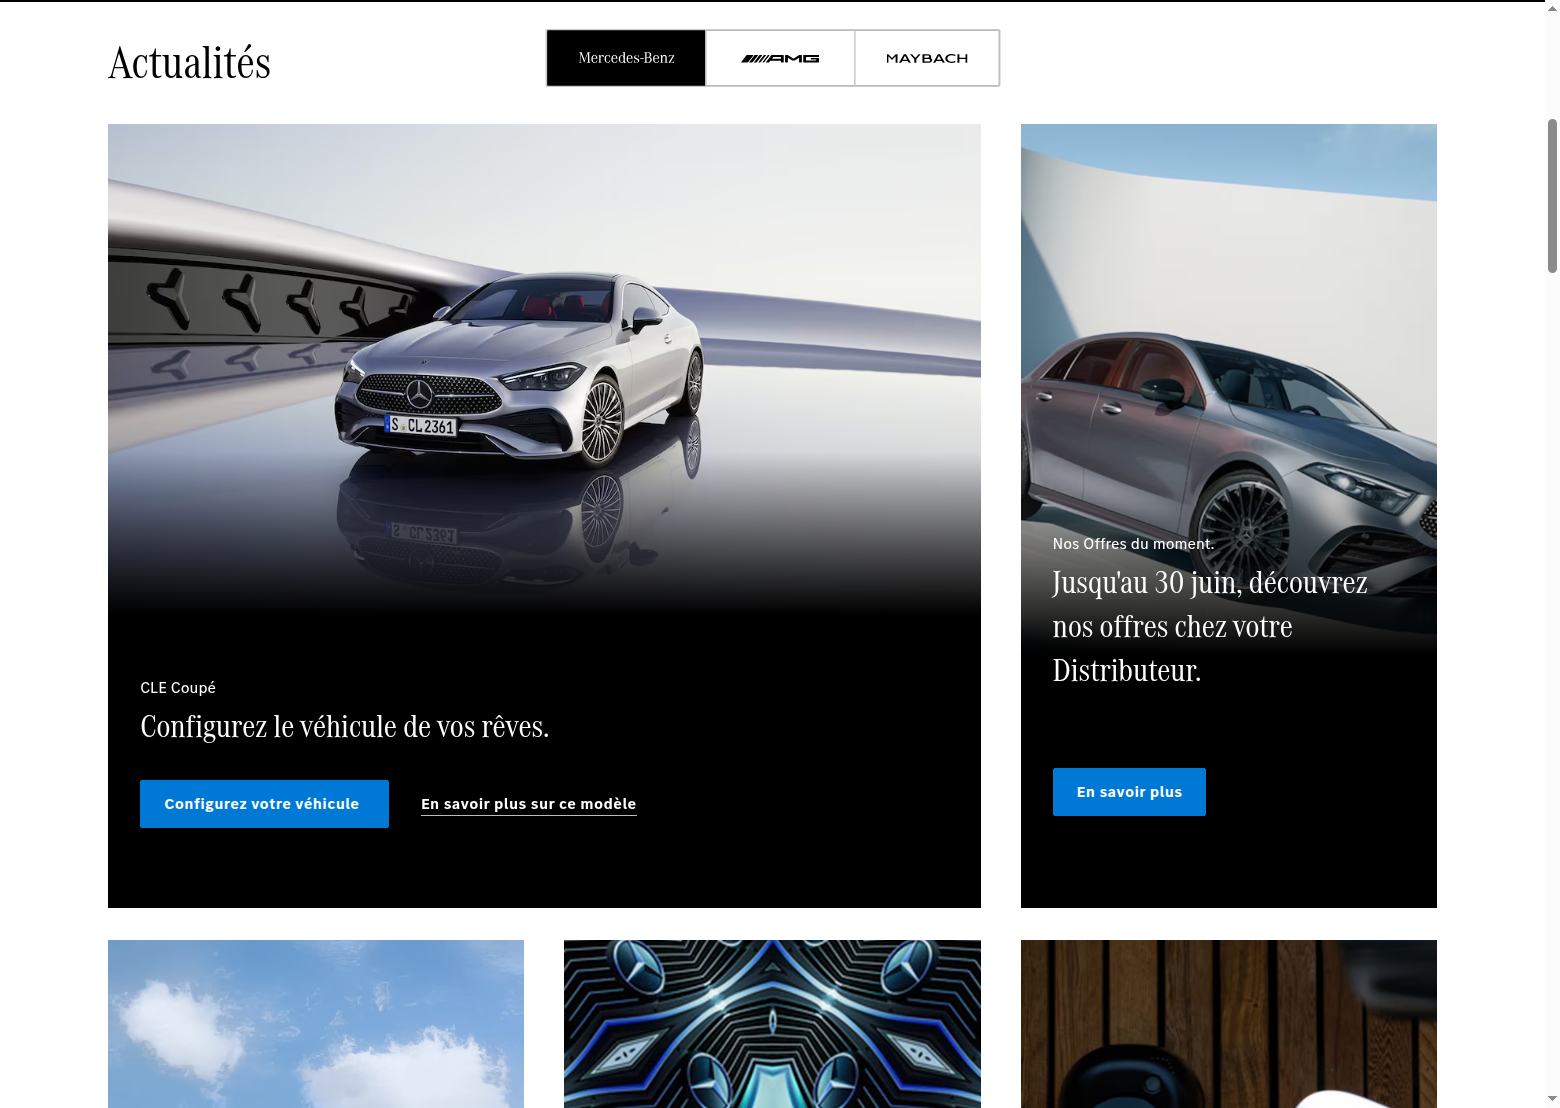 Actualités
Mercedes-Benz
AMG
MAYBACH
S CL 2361
CLE Coupé
Configurez le véhicule de vos rêves.
Configurez votre véhicule
En savoir plus sur ce modèle
Nos Offres du moment.
Jusqu'au 30 juin, découvrez
nos offres chez votre
Distributeur.
En savoir plus